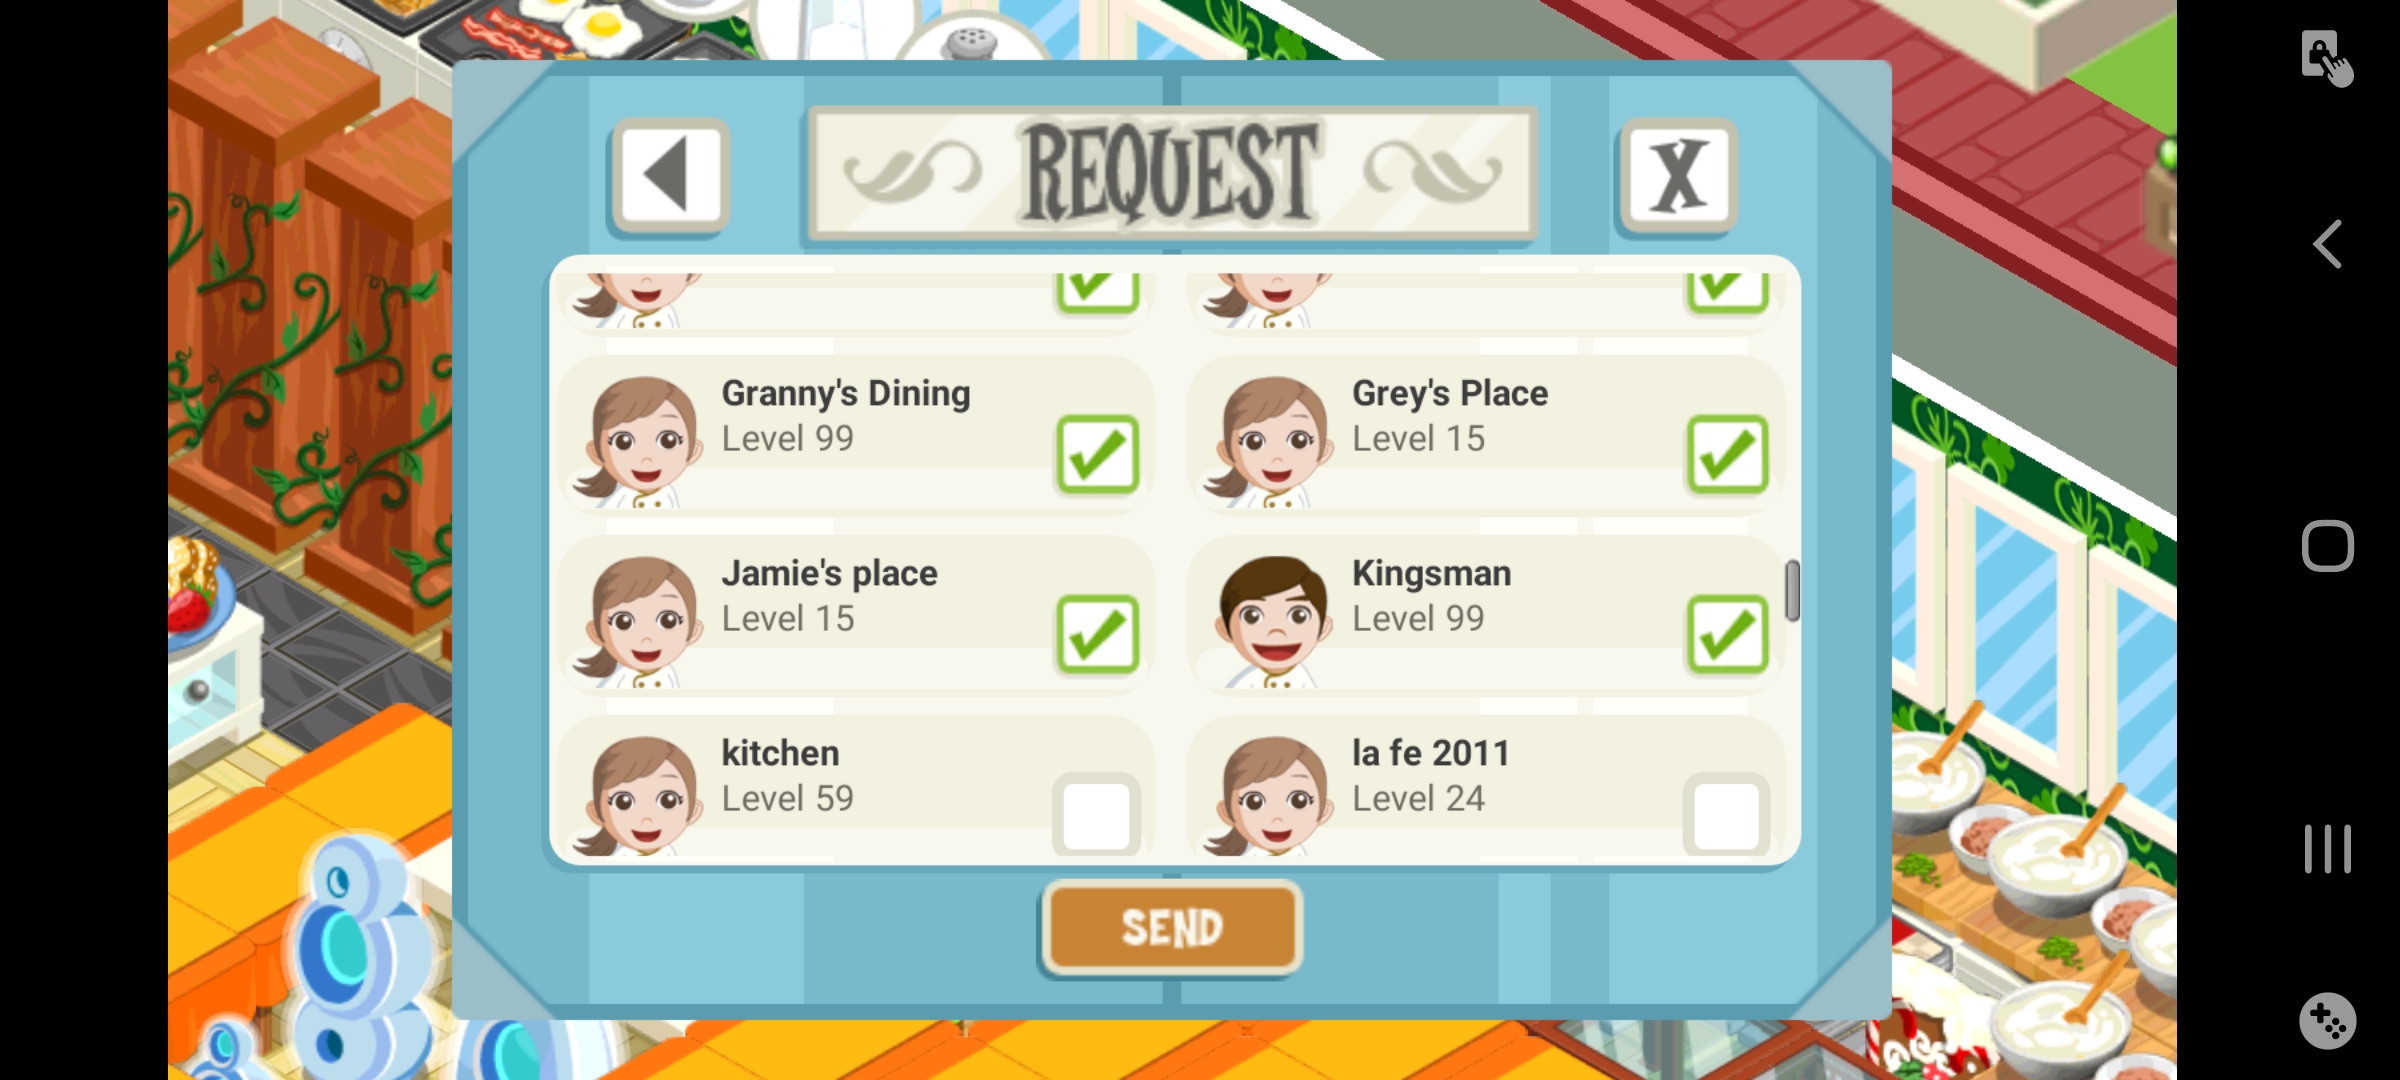 REQUEST
X
Granny's Dining
Level 99
Grey's Place
Level 15
Jamie's place
Level 15
Kingsman
Level 99
kitchen
Level 59
la fe 2011
Level 24
SEND